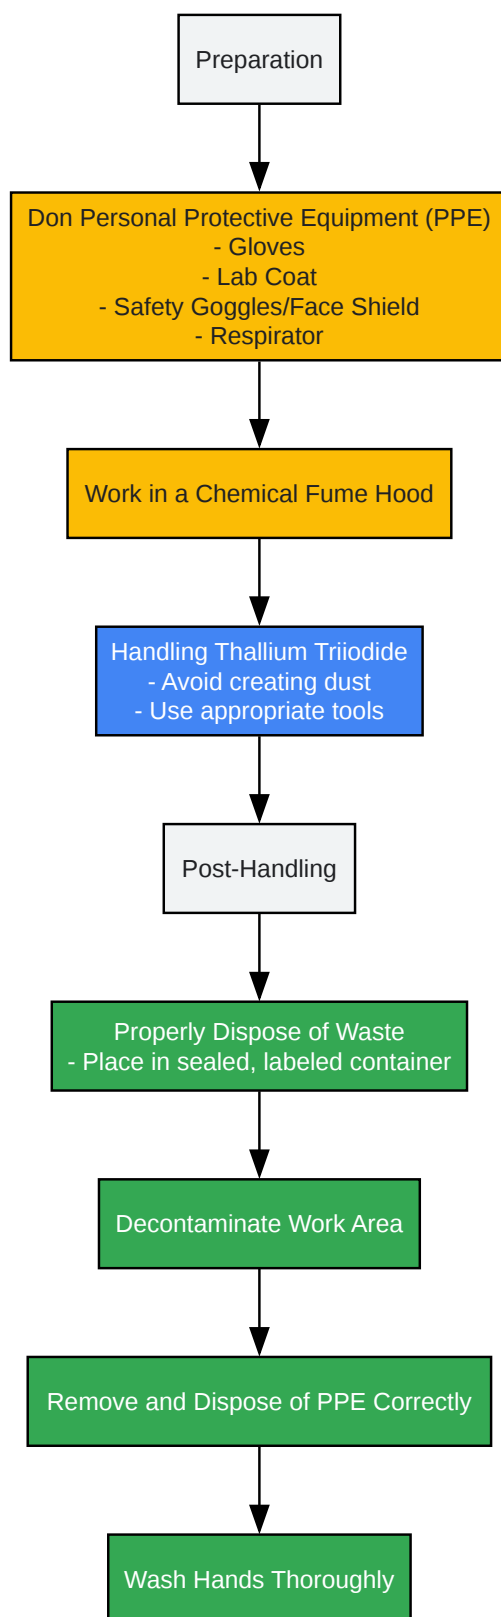 Preparation
Don Personal Protective Equipment (PPE)
- Gloves
- Lab Coat
- Safety Goggles/Face Shield
- Respirator
Work in a Chemical Fume Hood
Handling Thallium Triiodide
- Avoid creating dust
- Use appropriate tools
Post-Handling
Properly Dispose of Waste
- Place in sealed, labeled container
Decontaminate Work Area
Remove and Dispose of PPE Correctly
Wash Hands Thoroughly